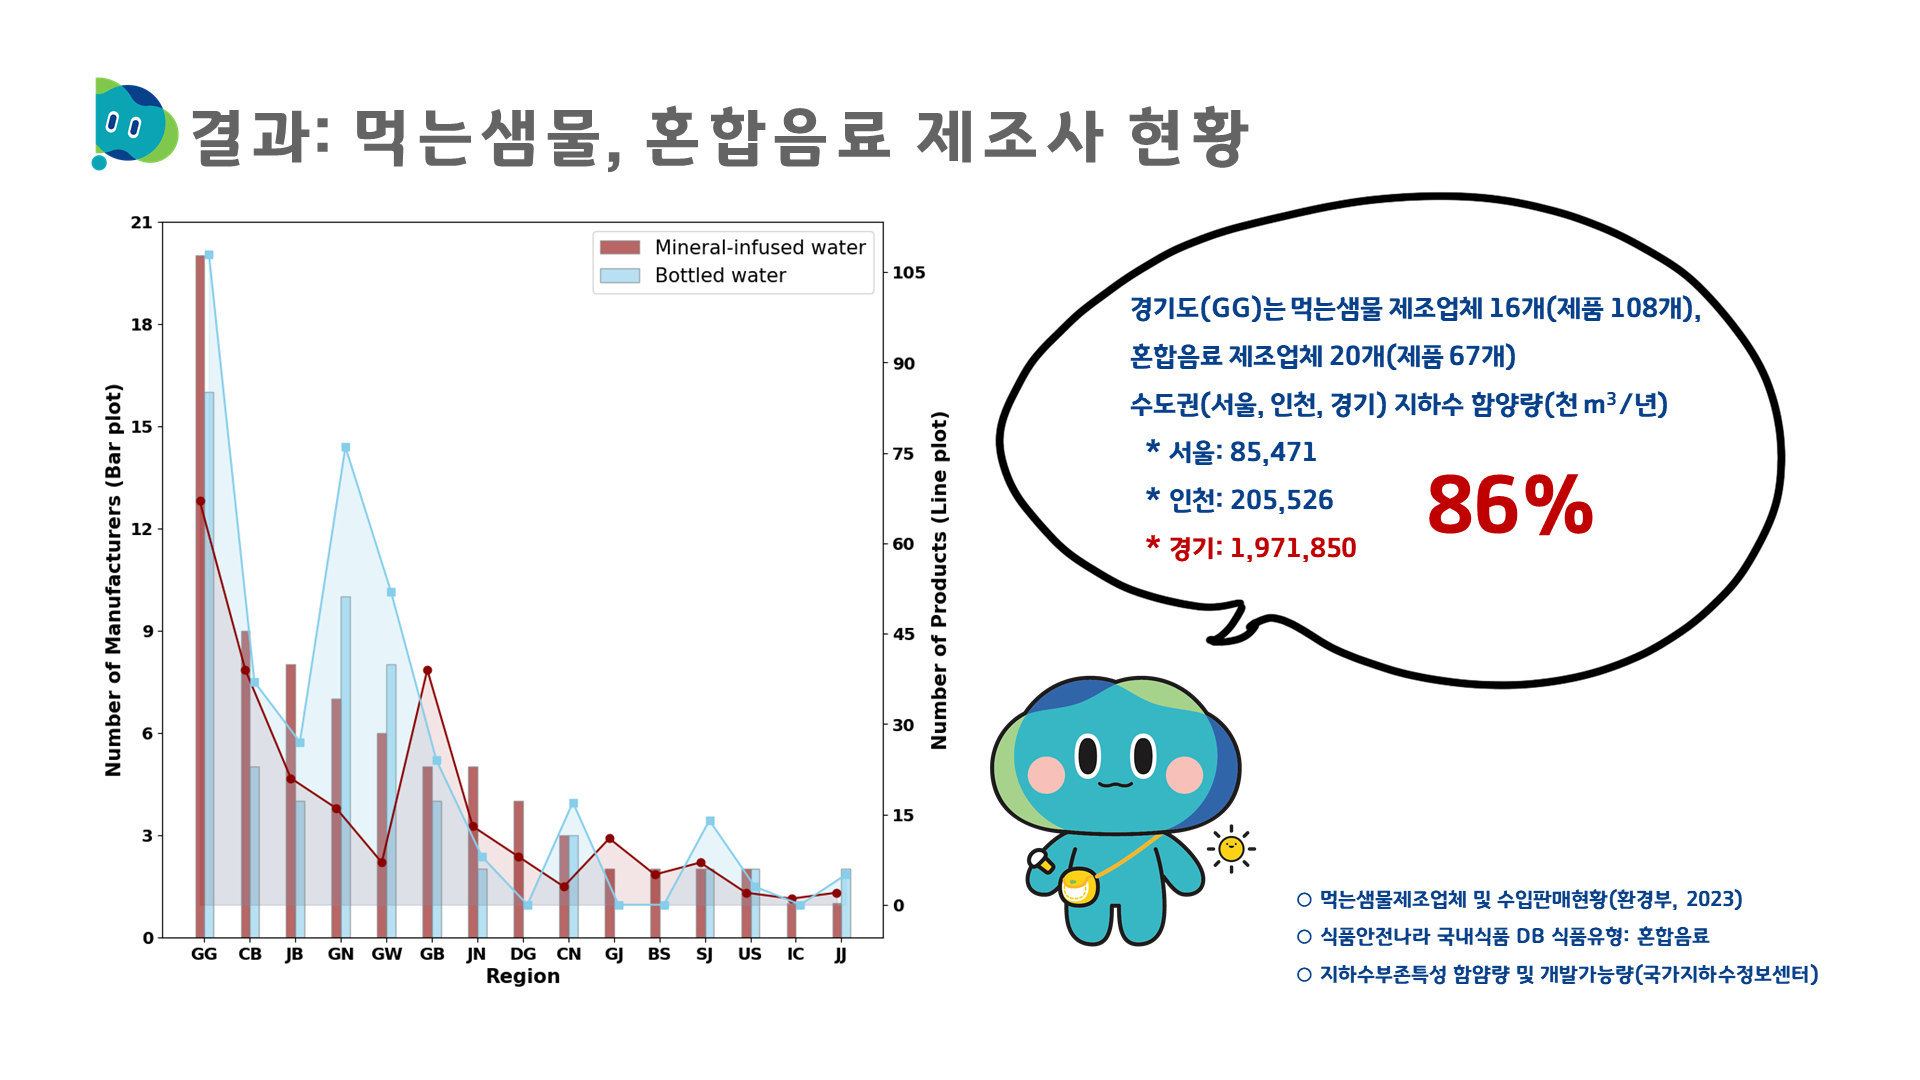 결과: 먹는샘물, 혼합음료 제조사 현황
21
18
15
12
9
6
3
0
Number of Manufacturers (Bar plot)
Mineral-infused water
Bottled water
105
90
75
60
45
30
15
0
Number of Products (Line plot)
GG CB JB GN GW GB JN DG CN GJ BS SJ US IC JJ
Region
경기도(GG)는 먹는샘물 제조업체 16개(제품 108개),
혼합음료 제조업체 20개(제품 67개)
수도권(서울, 인천, 경기) 지하수 함양량(천 m³/년)
* 서울: 85,471
* 인천: 205,526
* 경기: 1,971,850
86%
○ 먹는샘물제조업체 및 수입판매현황(환경부, 2023)
○ 식품안전나라 국내식품 DB 식품유형: 혼합음료
○ 지하수부존특성 함얌량 및 개발가능량(국가지하수정보센터)